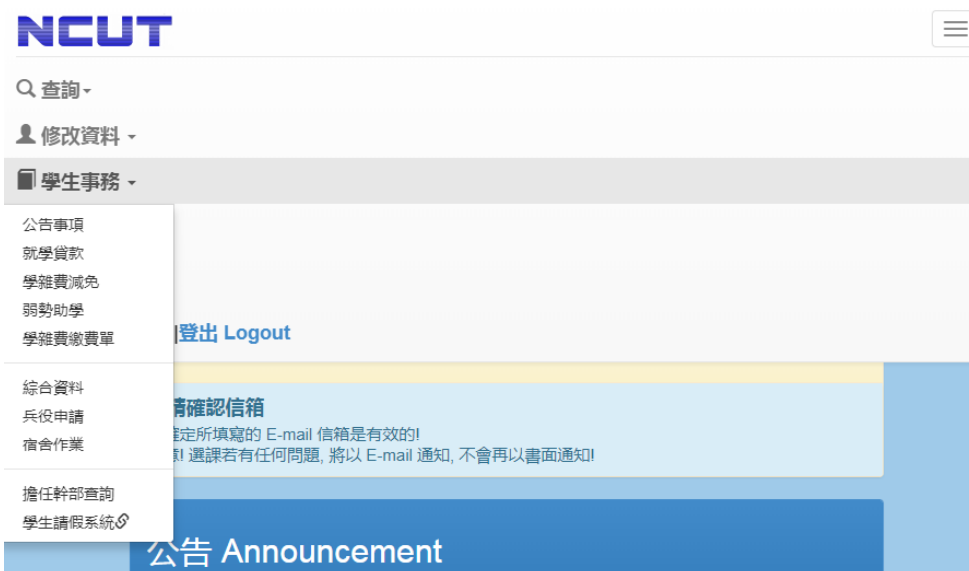 NCUT
查詢
修改資料
學生事務
公告事項
就學貸款
學雜費減免
弱勢助學
學雜費繳費單
綜合資料
兵役申請
宿舍作業
擔任幹部查詢
學生請假系統
|登出 Logout
請確認信箱
確定所填寫的 E-mail 信箱是有效的!
意! 選課若有任何問題, 將以 E-mail 通知, 不會再以書面通知!
公告 Announcement